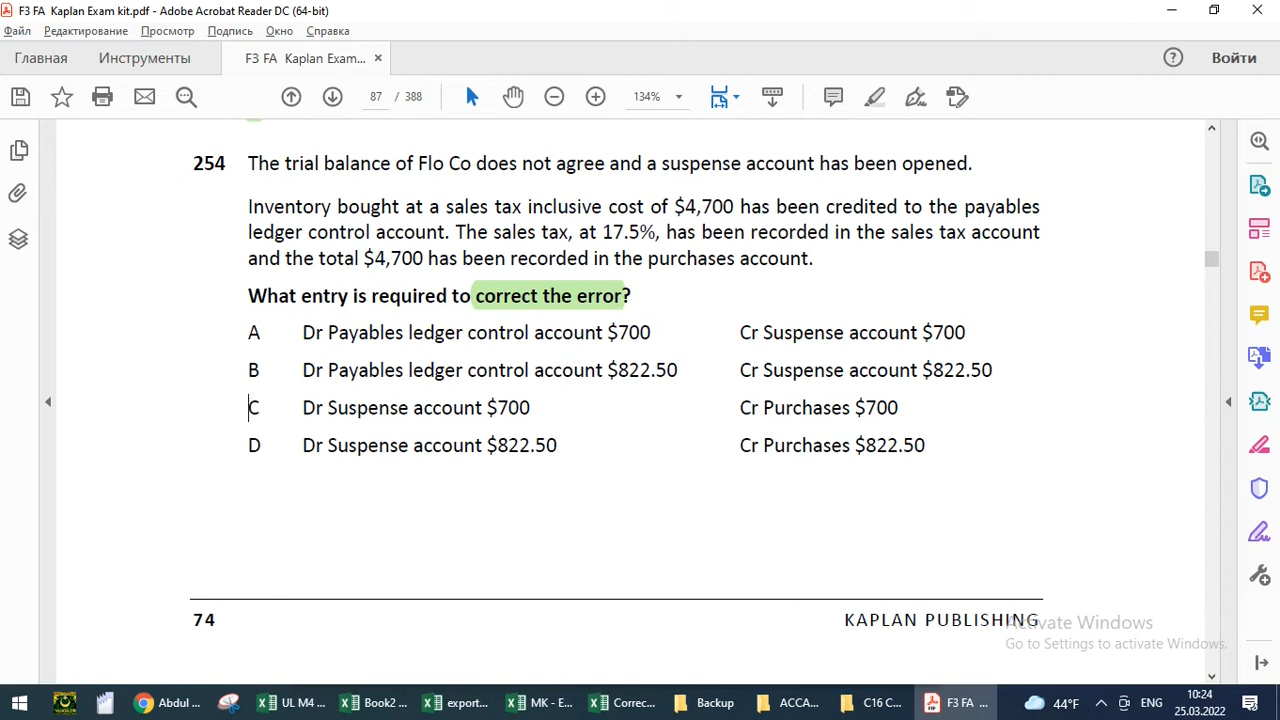 F3 FA Kaplan Exam kit.pdf - Adobe Acrobat Reader DC (64-bit)
Файл Редактирование Просмотр Подпись Окно Справка
Главная Инструменты F3 FA Kaplan Exam... × Войти
87 / 388 134%
254 The trial balance of Flo Co does not agree and a suspense account has been opened.
Inventory bought at a sales tax inclusive cost of $4,700 has been credited to the payables
ledger control account. The sales tax, at 17.5%, has been recorded in the sales tax account
and the total $4,700 has been recorded in the purchases account.
What entry is required to correct the error?
A Dr Payables ledger control account $700 Cr Suspense account $700
B Dr Payables ledger control account $822.50 Cr Suspense account $822.50
C Dr Suspense account $700 Cr Purchases $700
D Dr Suspense account $822.50 Cr Purchases $822.50
74 KAPLAN PUBLISHING
Activate Windows
Go to Settings to activate Windows.
Abdul ... UL M4 ... Book2 ... export... MK - E... Correc... Backup ACCA... C16 C... F3 FA ... 44°F ENG 10:24
25.03.2022